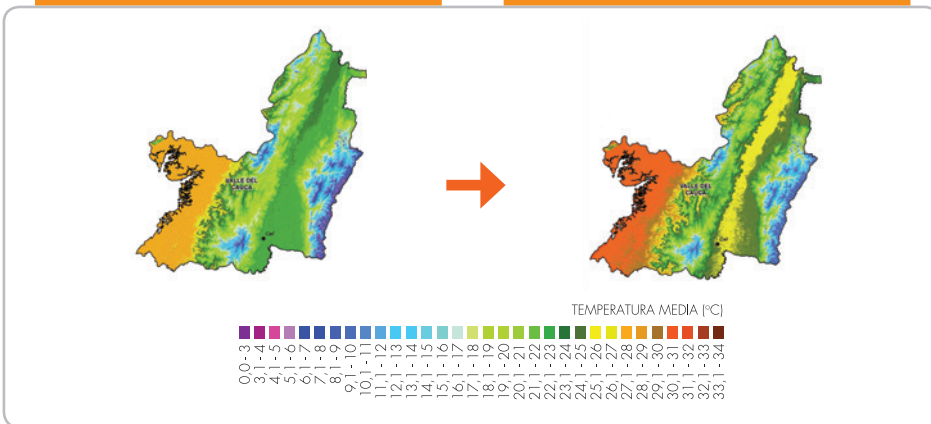 VALLE DEL
CAUCA
Cali
VALLE DEL
CAUCA
Cali
TEMPERATURA MEDIA (°C)
0,0 - 3
3,1 - 4
4,1 - 5
5,1 - 6
6,1 - 7
7,1 - 8
8,1 - 9
9,1 - 10
10,1 - 11
11,1 - 12
12,1 - 13
13,1 - 14
14,1 - 15
15,1 - 16
16,1 - 17
17,1 - 18
18,1 - 19
19,1 - 20
20,1 - 21
21,1 - 22
22,1 - 23
23,1 - 24
24,1 - 25
25,1 - 26
26,1 - 27
27,1 - 28
28,1 - 29
29,1 - 30
30,1 - 31
31,1 - 32
32,1 - 33
33,1 - 34